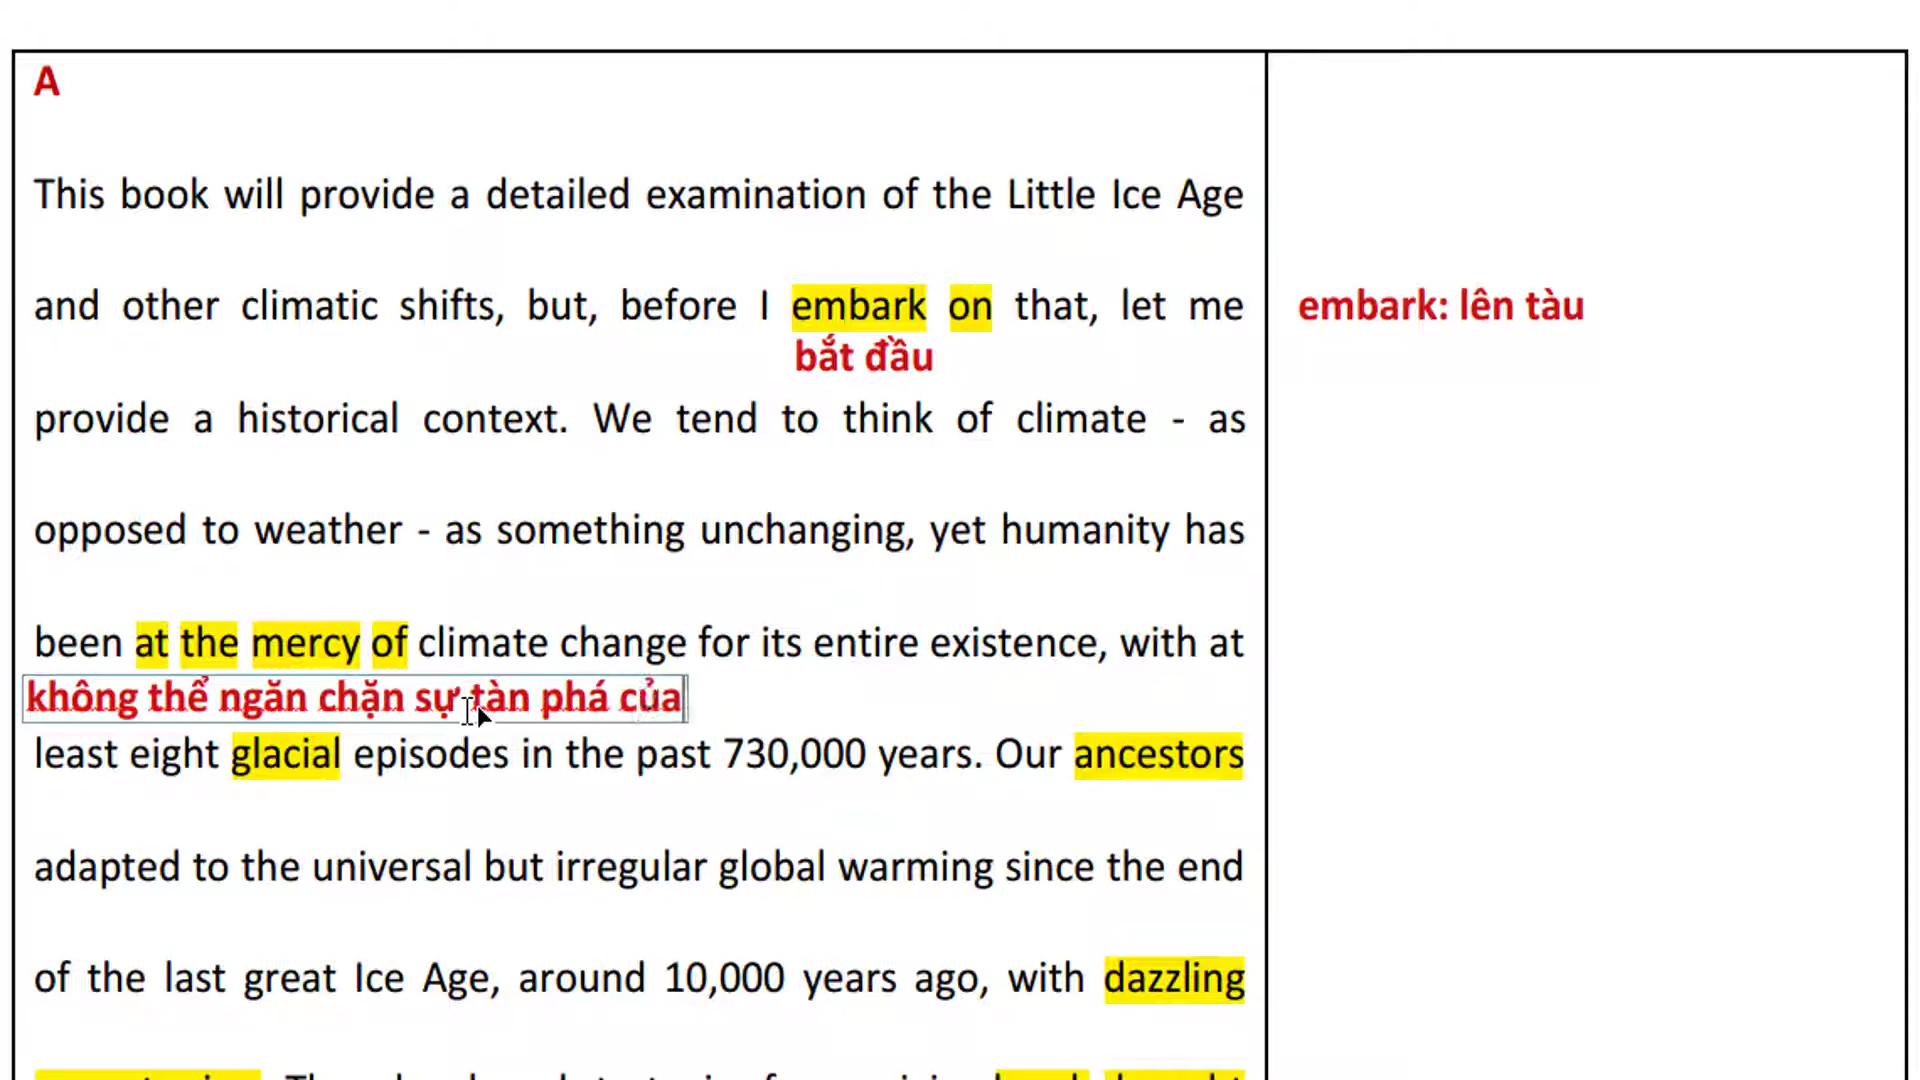 A
This book will provide a detailed examination of the Little Ice Age
and other climatic shifts, but, before I embark on that, let me
embark: lên tàu
bắt đầu
provide a historical context. We tend to think of climate - as
opposed to weather - as something unchanging, yet humanity has
been at the mercy of climate change for its entire existence, with at
không thể ngăn chặn sự tàn phá của
least eight glacial episodes in the past 730,000 years. Our ancestors
adapted to the universal but irregular global warming since the end
of the last great Ice Age, around 10,000 years ago, with dazzling